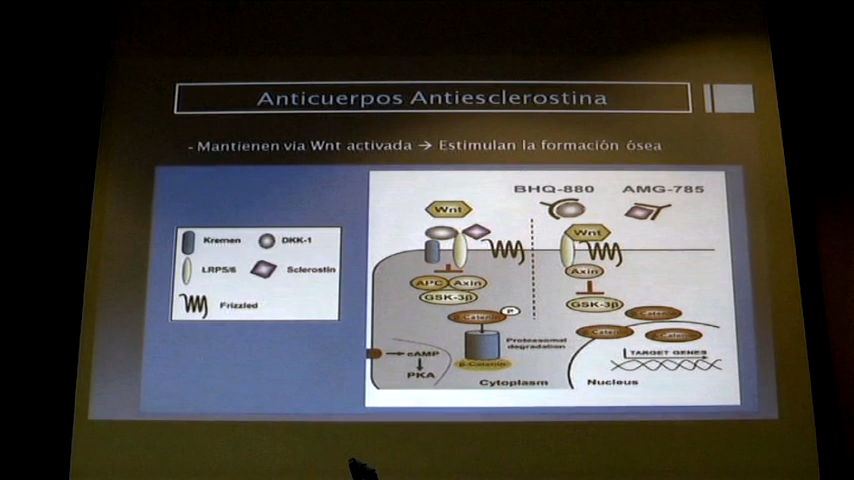 Anticuerpos Antiesclerostina
- Mantienen via Wnt activada → Estimulan la formación ósea
BHQ-880 AMG-785
Wnt
Wnt
Kremen DKK-1
LRP5/6 Sclerostin
Frizzled
Axin
APC Axin
GSK-3β
GSK-3β
P
Proteasomal
degradation
β-Catenin
cAMP
PKA
TARGET GENES
Cytoplasm Nucleus